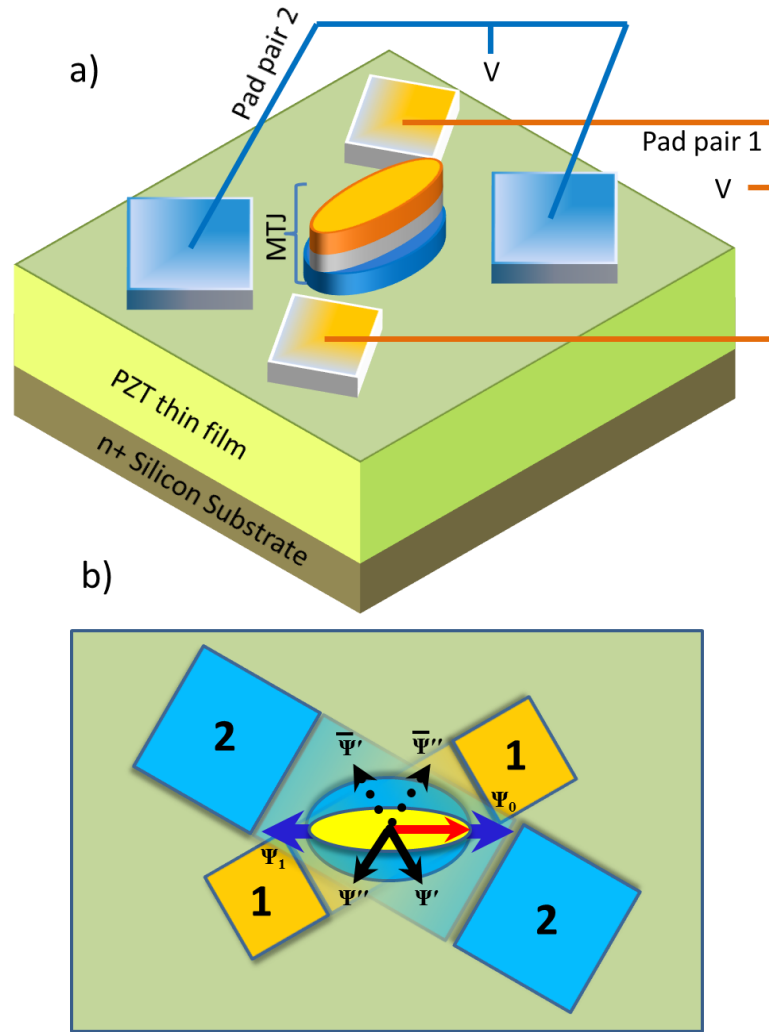 a)
Pad pair 2
V
Pad pair 1
V
MTJ
PZT thin film
n+ Silicon Substrate
b)
2
Ψ̅′
Ψ̅″
1
Ψ₀
Ψ₁
1
Ψ″
Ψ′
2